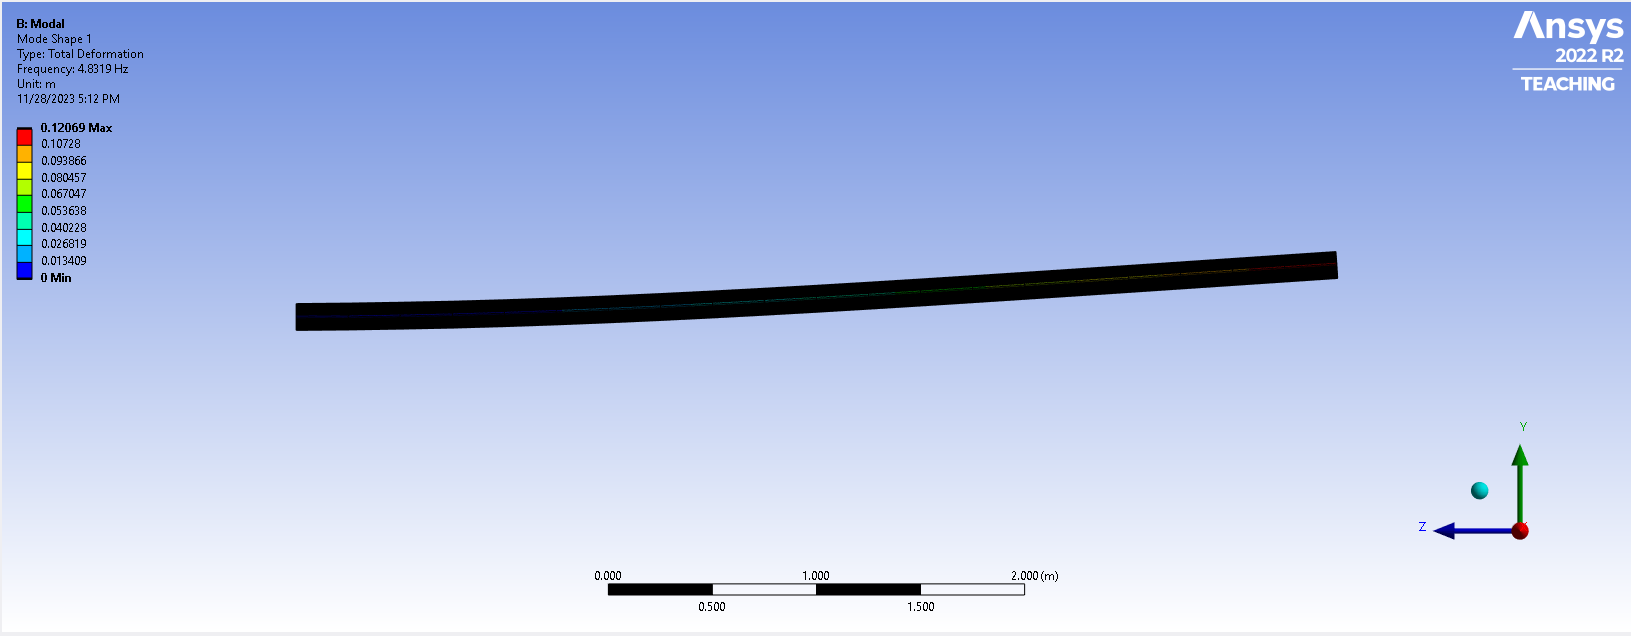 B: Modal
Mode Shape 1
Type: Total Deformation
Frequency: 4.8319 Hz
Unit: m
11/28/2023 5:12 PM
0.12069 Max
0.10728
0.093866
0.080457
0.067047
0.053638
0.040228
0.026819
0.013409
0 Min
Ansys
2022 R2
TEACHING
Y
Z
0.000
1.000
2.000 (m)
0.500
1.500